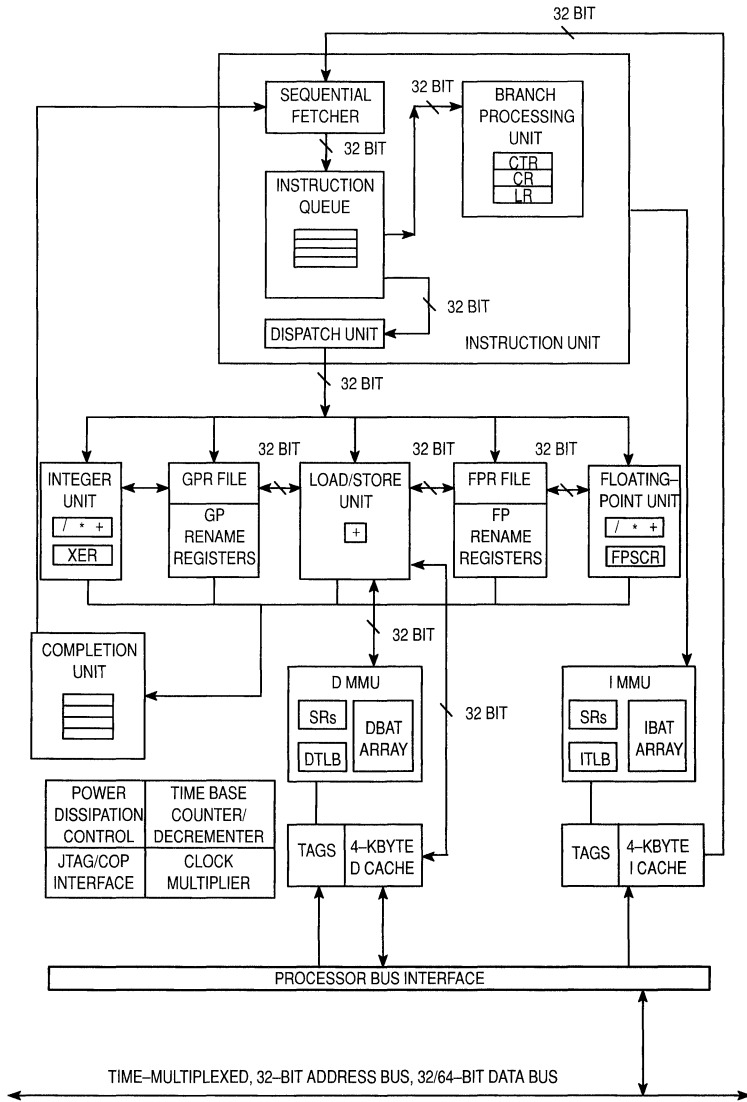 32 BIT
SEQUENTIAL
FETCHER
32 BIT
INSTRUCTION
QUEUE
32 BIT
BRANCH
PROCESSING
UNIT
CTR
CR
LR
32 BIT
DISPATCH UNIT
INSTRUCTION UNIT
32 BIT
INTEGER
UNIT
/ * +
XER
GPR FILE
GP
RENAME
REGISTERS
32 BIT
LOAD/STORE
UNIT
+
32 BIT
FPR FILE
FP
RENAME
REGISTERS
32 BIT
FLOATING–
POINT UNIT
/ * +
FPSCR
COMPLETION
UNIT
32 BIT
D MMU
SRs
DTLB
DBAT
ARRAY
32 BIT
I MMU
SRs
ITLB
IBAT
ARRAY
POWER
DISSIPATION
CONTROL
TIME BASE
COUNTER/
DECREMENTER
JTAG/COP
INTERFACE
CLOCK
MULTIPLIER
TAGS
4–KBYTE
D CACHE
TAGS
4–KBYTE
I CACHE
PROCESSOR BUS INTERFACE
TIME–MULTIPLEXED, 32–BIT ADDRESS BUS, 32/64–BIT DATA BUS